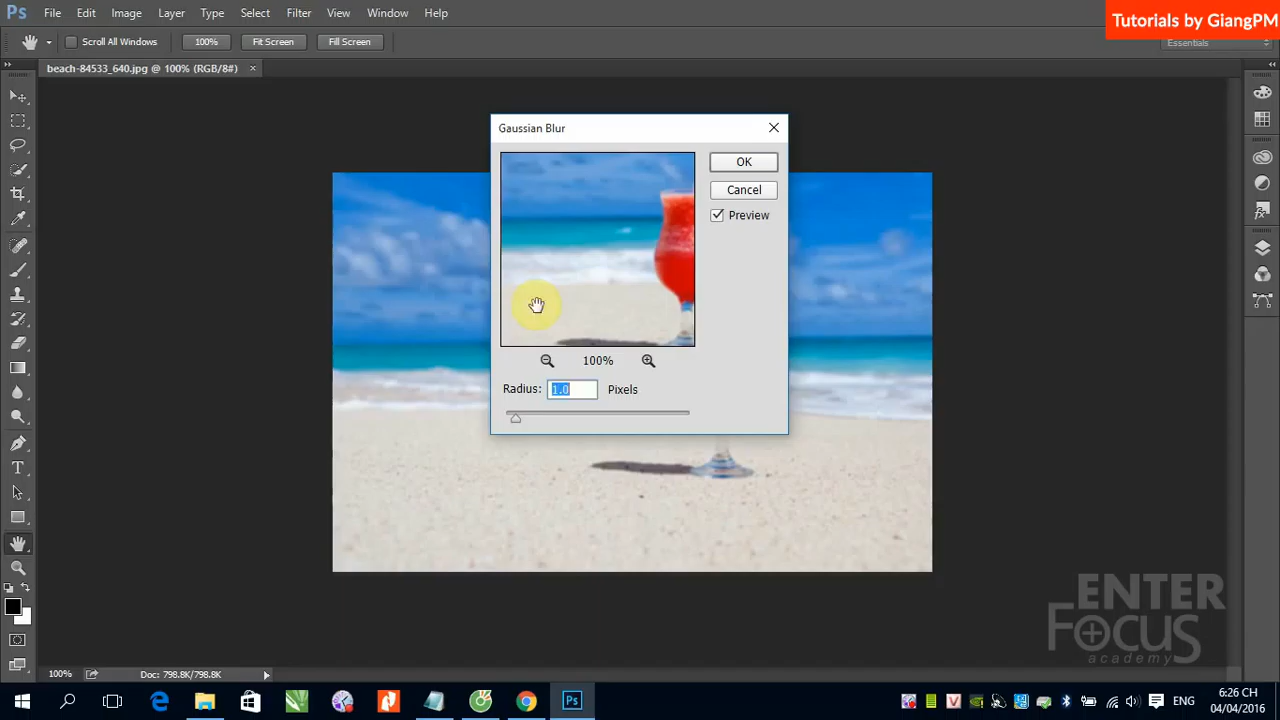 Ps File Edit Image Layer Type Select Filter View Window Help
Tutorials by GiangPM
Scroll All Windows 100% Fit Screen Fill Screen
Essentials
beach-84533_640.jpg @ 100% (RGB/8#) ×
Gaussian Blur
OK
Cancel
Preview
100%
Radius: 1.0 Pixels
T
ENTER
FOCUS
academy
100% Doc: 798.8K/798.8K
Ps
ENG
6:26 CH
04/04/2016